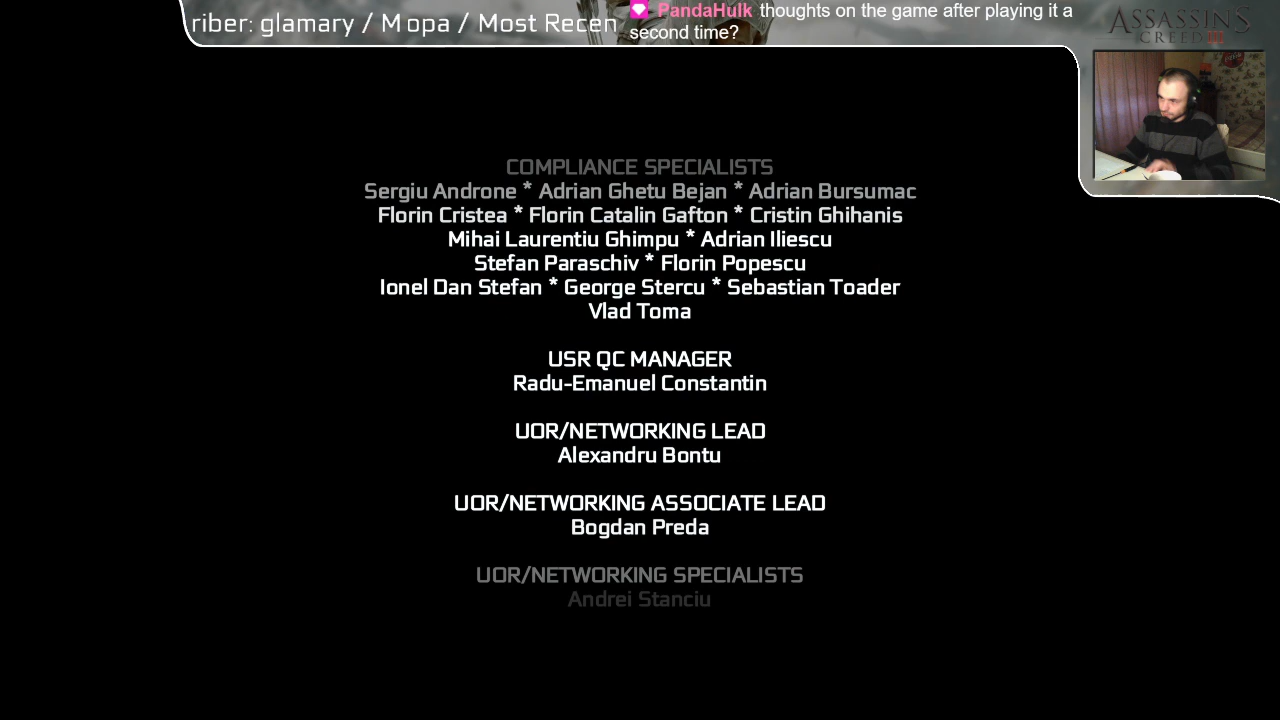 riber: glamary / Mopa / Most Recen
PandaHulk thoughts on the game after playing it a
second time?
ASSASSIN'S
CREED III
COMPLIANCE SPECIALISTS
Sergiu Androne * Adrian Ghetu Bejan * Adrian Bursumac
Florin Cristea * Florin Catalin Gafton * Cristin Ghihanis
Mihai Laurentiu Ghimpu * Adrian Iliescu
Stefan Paraschiv * Florin Popescu
Ionel Dan Stefan * George Stercu * Sebastian Toader
Vlad Toma
USR QC MANAGER
Radu-Emanuel Constantin
UOR/NETWORKING LEAD
Alexandru Bontu
UOR/NETWORKING ASSOCIATE LEAD
Bogdan Preda
UOR/NETWORKING SPECIALISTS
Andrei Stanciu